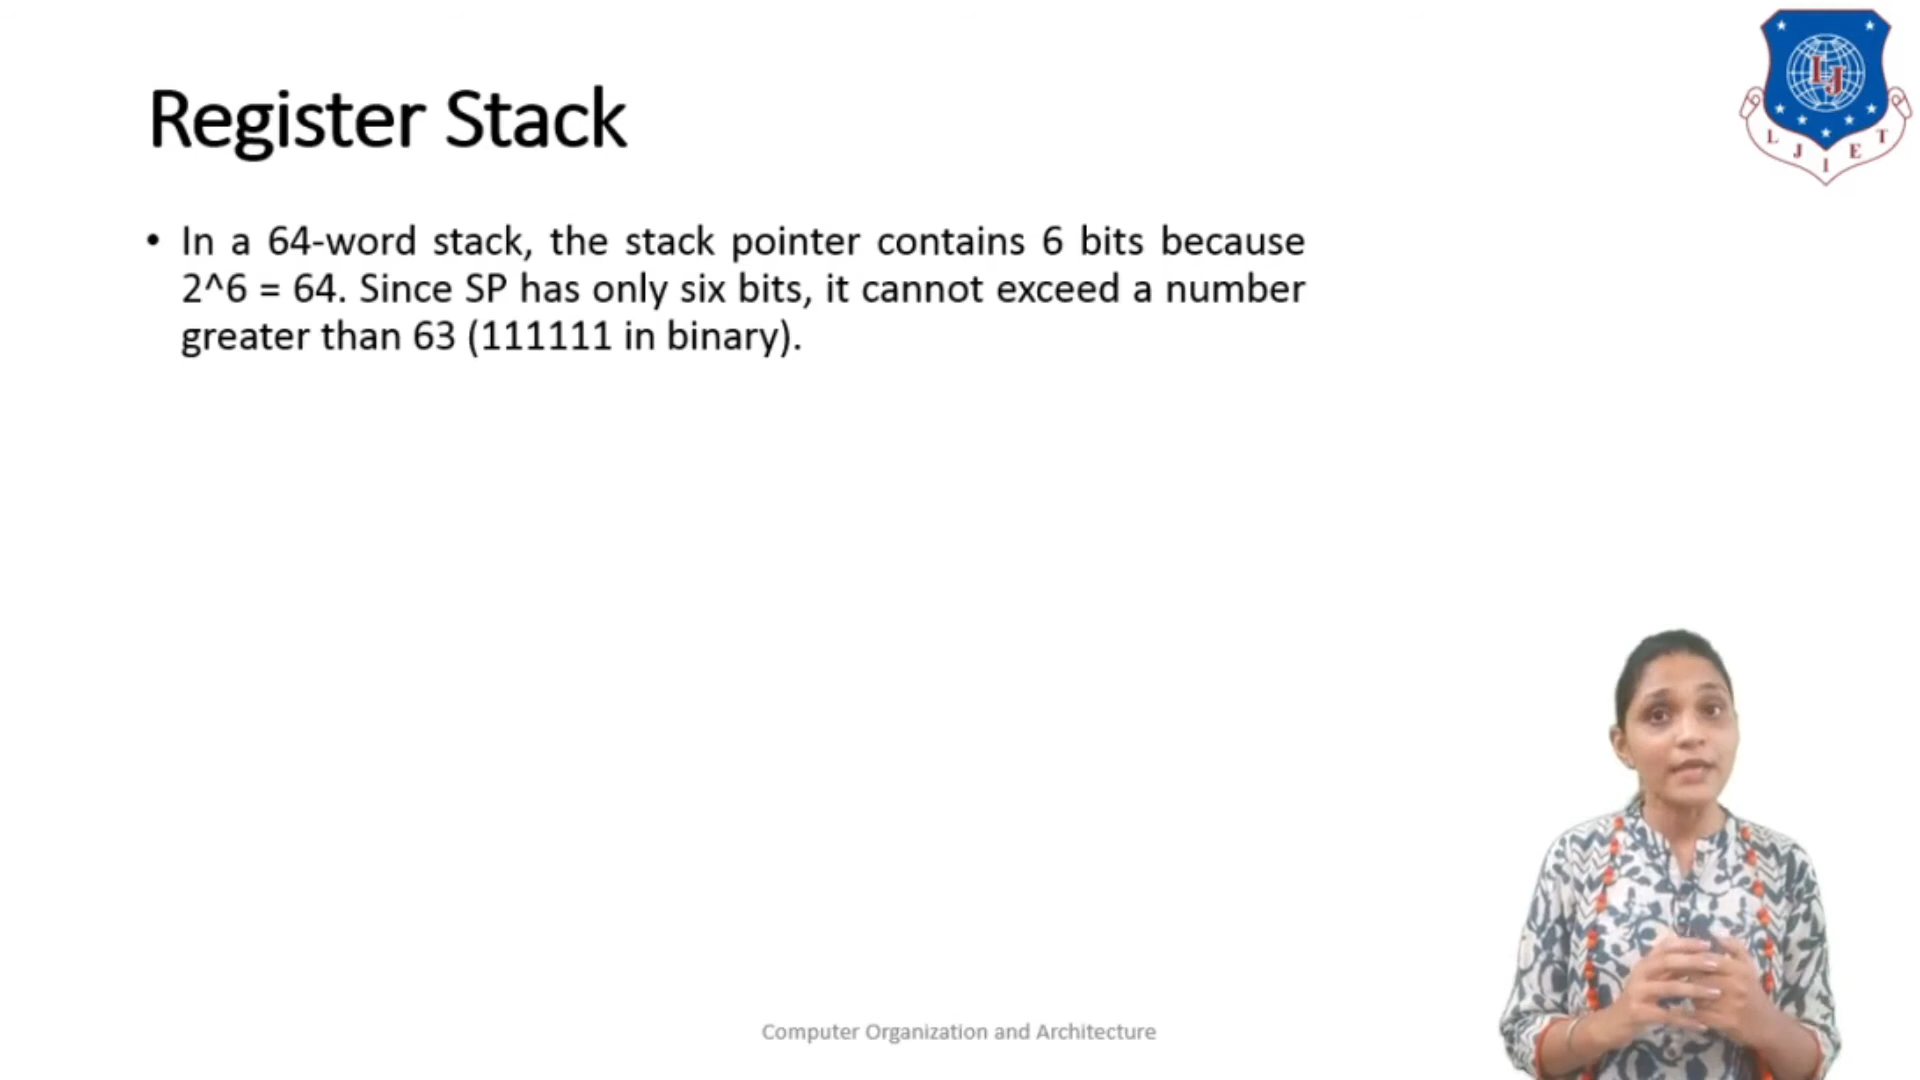 Register Stack
• In a 64-word stack, the stack pointer contains 6 bits because
2^6 = 64. Since SP has only six bits, it cannot exceed a number
greater than 63 (111111 in binary).
Computer Organization and Architecture
LJ
L J I E T